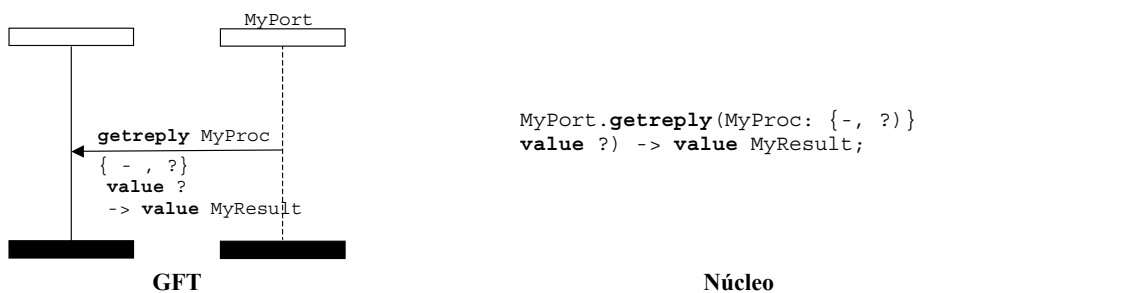 MyPort
getreply MyProc
{ - , ?}
value ?
-> value MyResult
GFT
MyPort.getreply(MyProc: {-, ?)}
value ?) -> value MyResult;
Núcleo